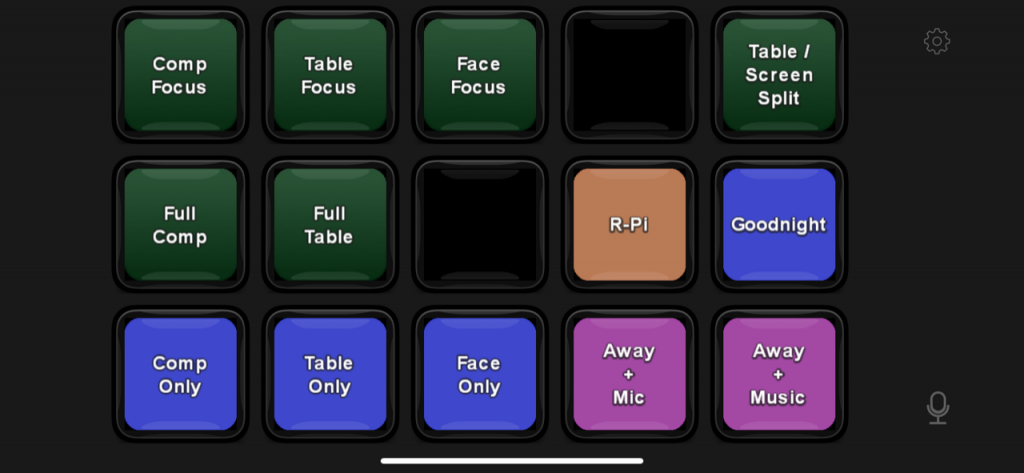 Comp
Focus
Table
Focus
Face
Focus
Table /
Screen
Split
Full
Comp
Full
Table
R-Pi
Goodnight
Comp
Only
Table
Only
Face
Only
Away
+
Mic
Away
+
Music